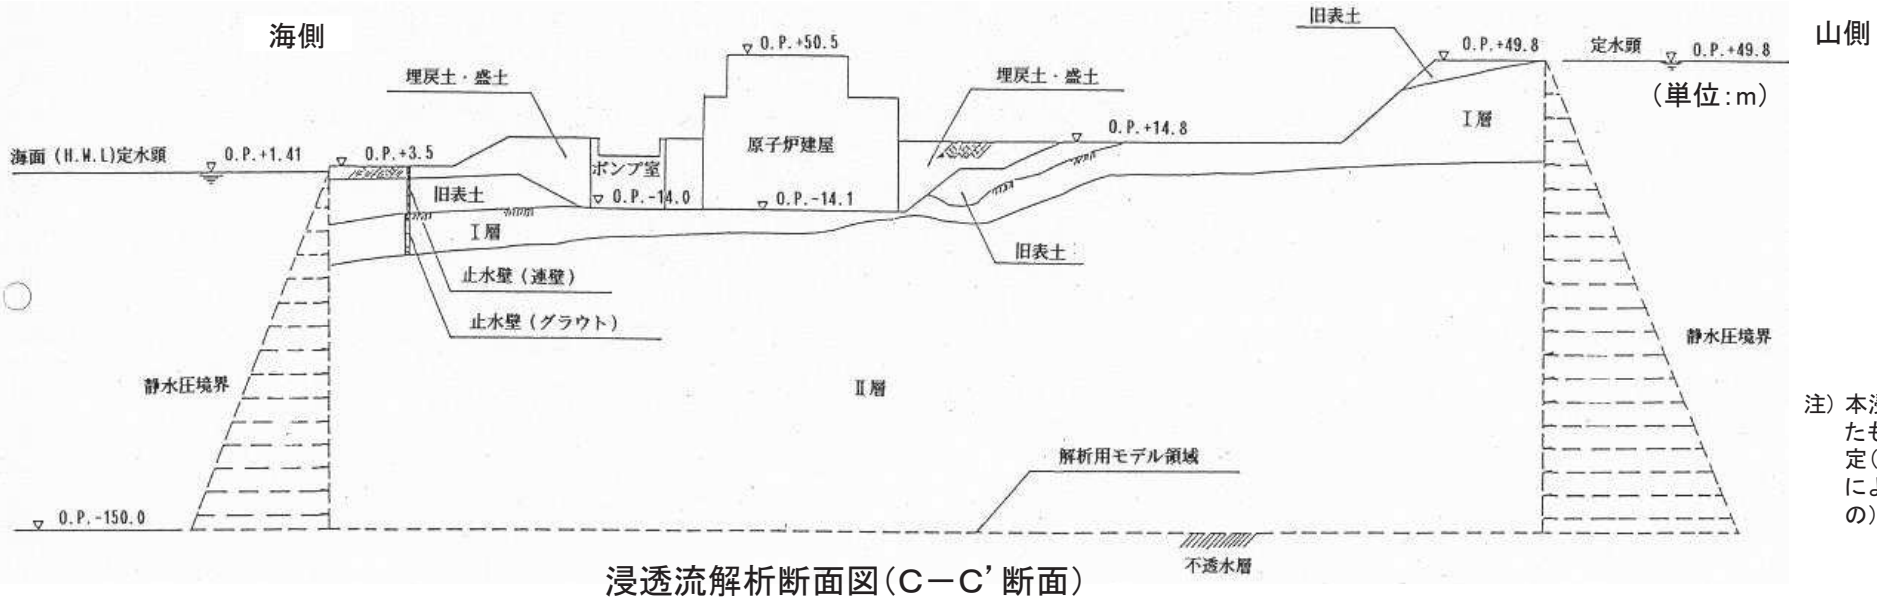 海側
山側
旧表土
O.P.+50.5
O.P.+49.8
定水頭
O.P.+49.8
(単位:m)
埋戻土・盛土
埋戻土・盛土
Ⅰ層
原子炉建屋
O.P.+14.8
海面(H.W.L)定水頭
O.P.+1.41
O.P.+3.5
ポンプ室
旧表土
O.P.-14.0
O.P.-14.1
Ⅰ層
旧表土
止水壁(連壁)
止水壁(グラウト)
静水圧境界
静水圧境界
Ⅱ層
解析用モデル領域
O.P.-150.0
不透水層
浸透流解析断面図(C-C'断面)
注) 本浸
たも
定(
によ
の)